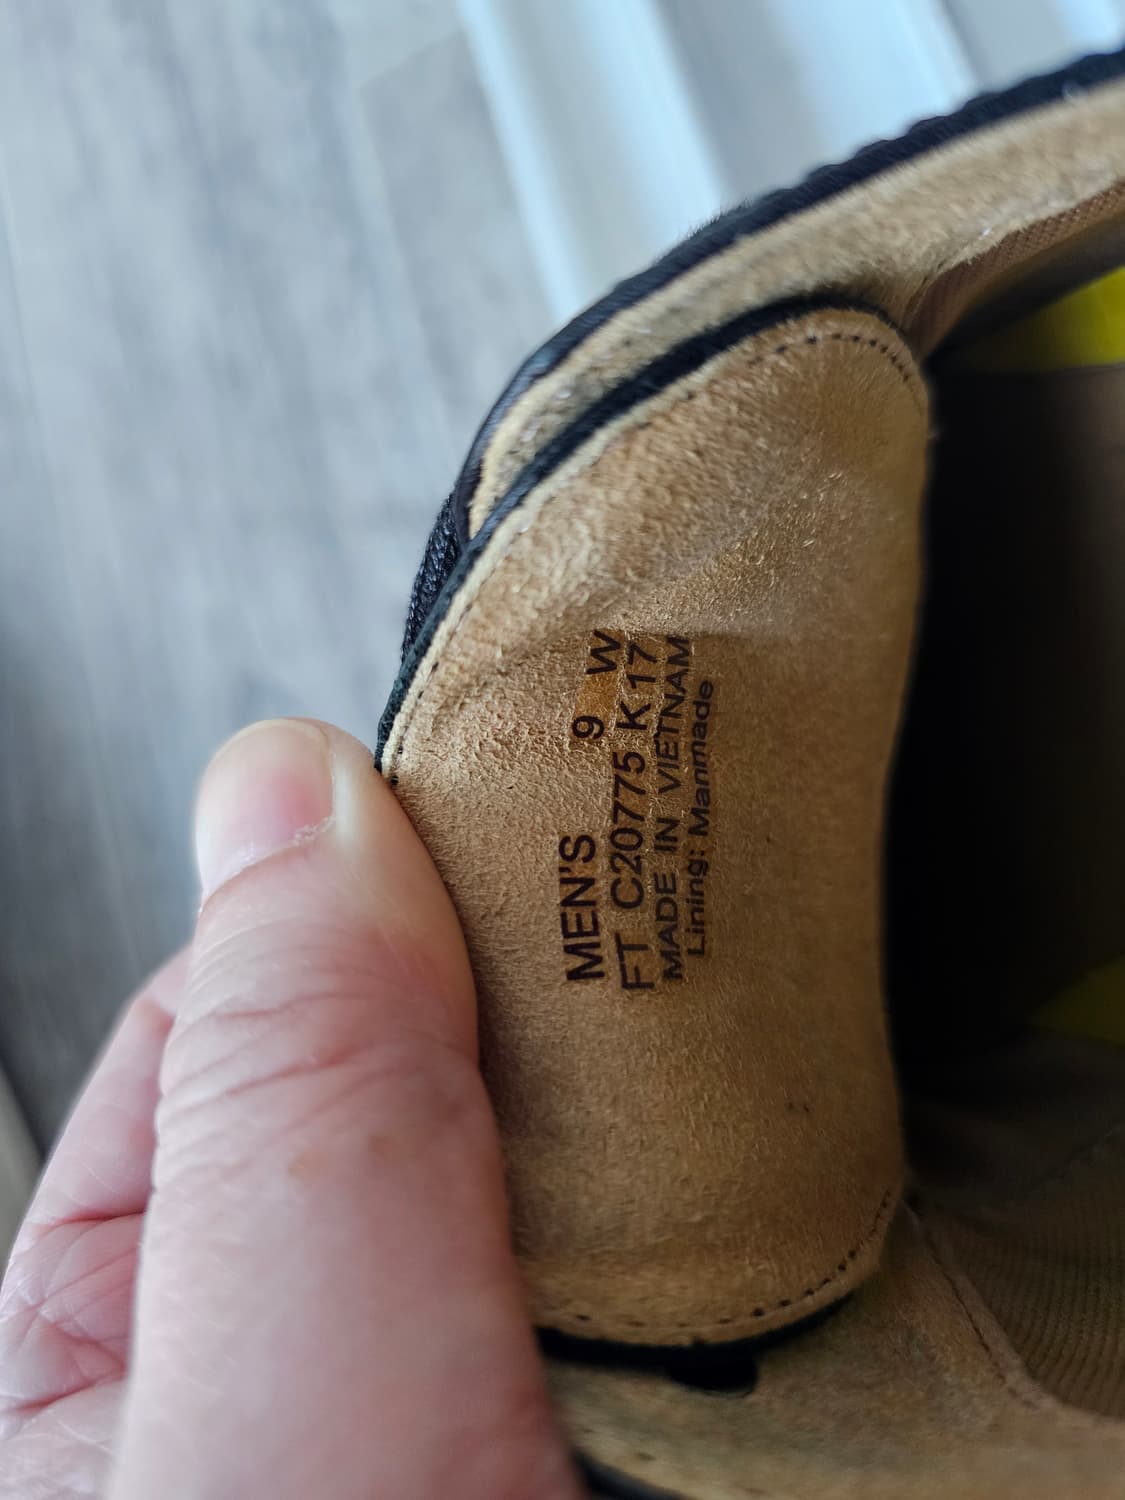 MEN'S 9 W
FT C20775 K17
MADE IN VIETNAM
Lining: Manmade